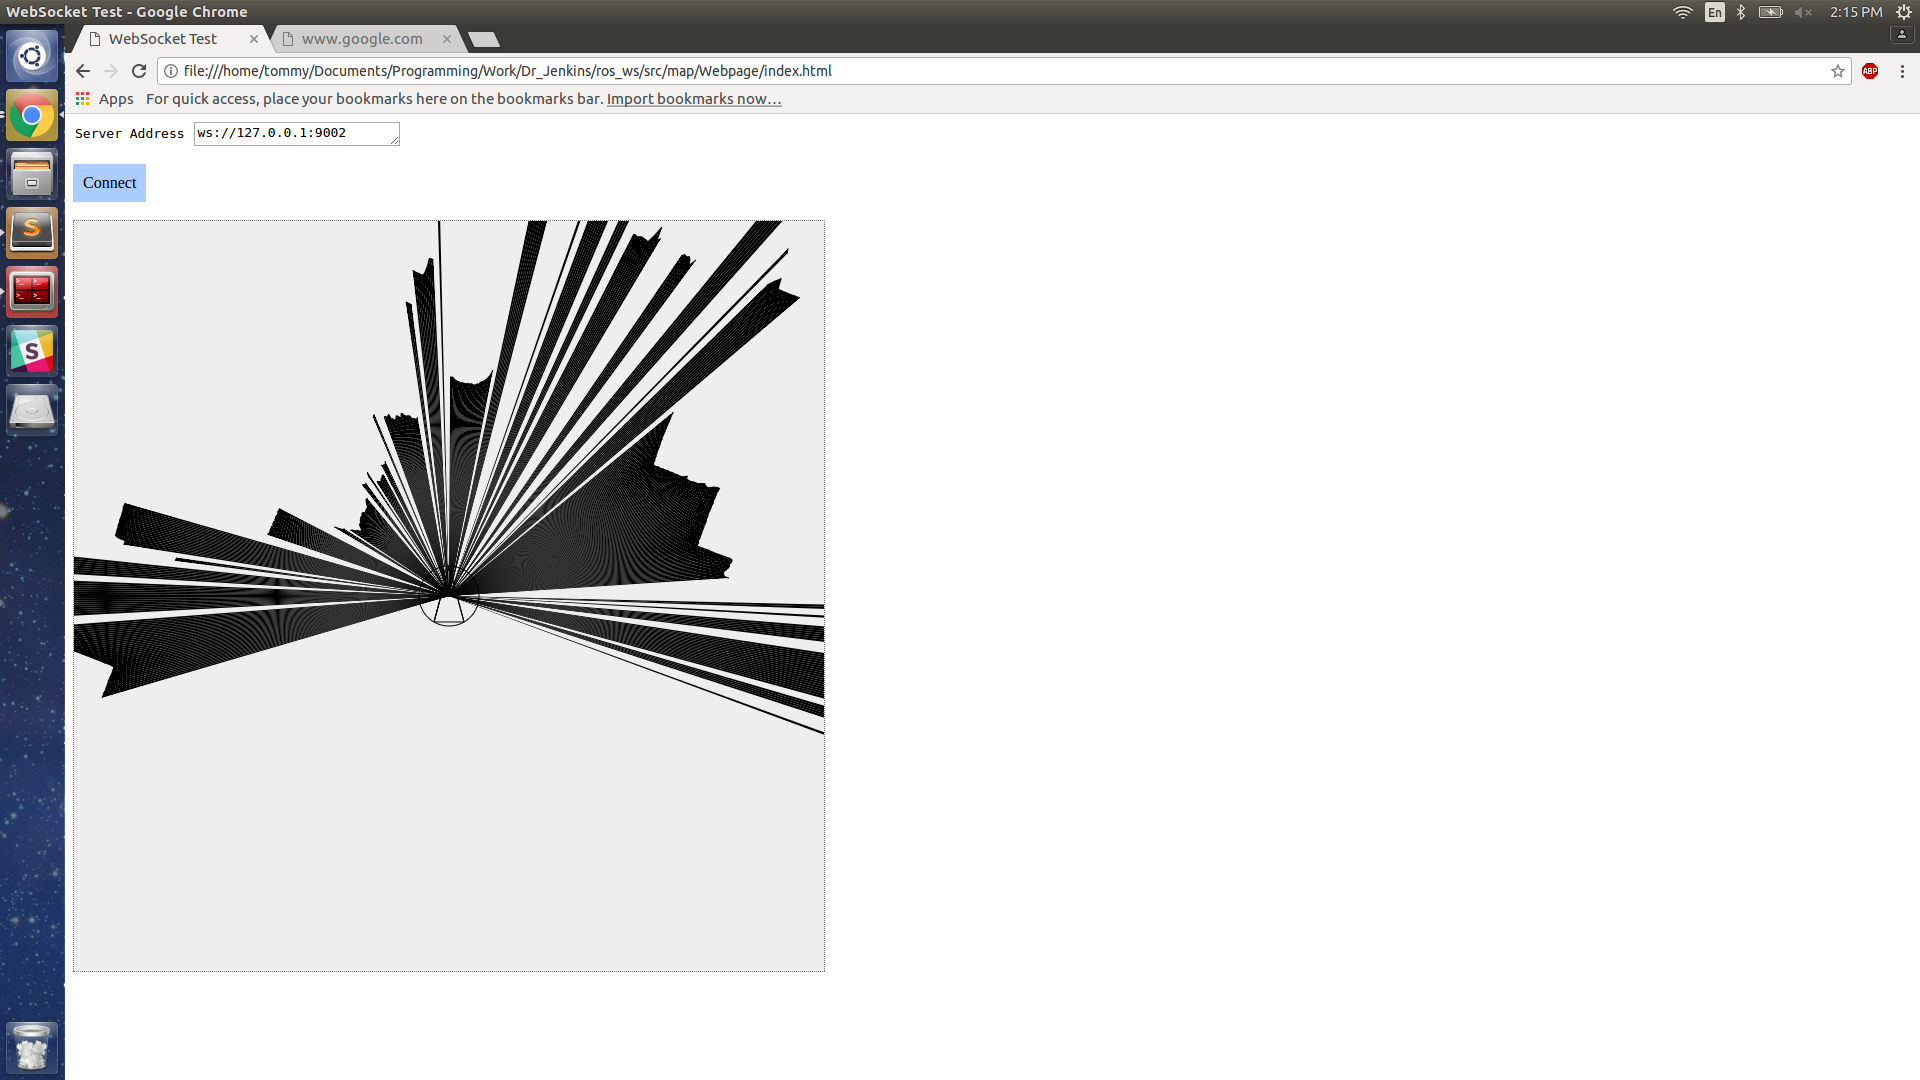 WebSocket Test - Google Chrome
En
2:15 PM
WebSocket Test
www.google.com
file:///home/tommy/Documents/Programming/Work/Dr_Jenkins/ros_ws/src/map/Webpage/index.html
ABP
Apps
For quick access, place your bookmarks here on the bookmarks bar. Import bookmarks now…
Server Address
ws://127.0.0.1:9002
Connect
S
S